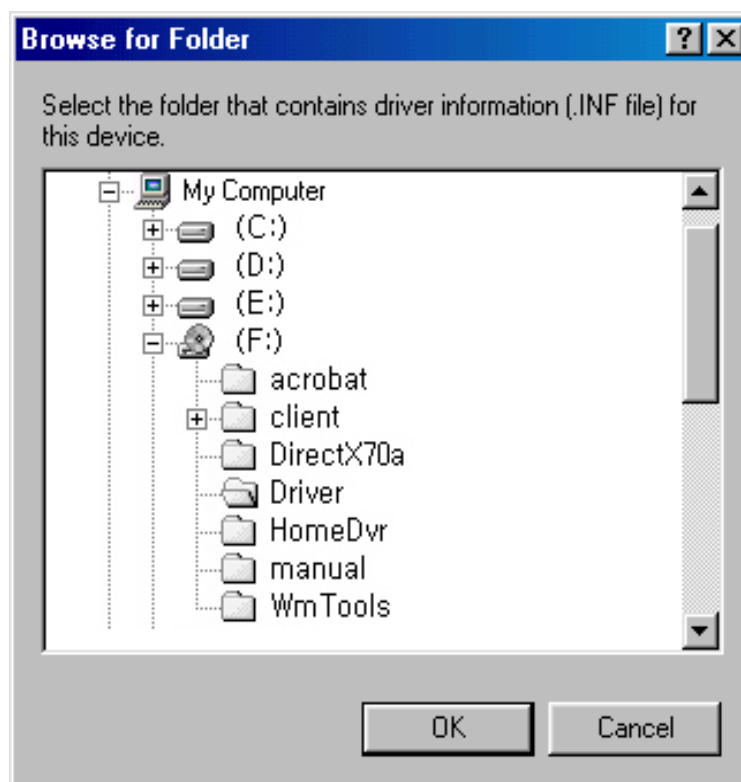 Browse for Folder
Select the folder that contains driver information (.INF file) for
this device.
My Computer
(C:)
(D:)
(E:)
(F:)
acrobat
client
DirectX70a
Driver
HomeDvr
manual
WmTools
OK Cancel